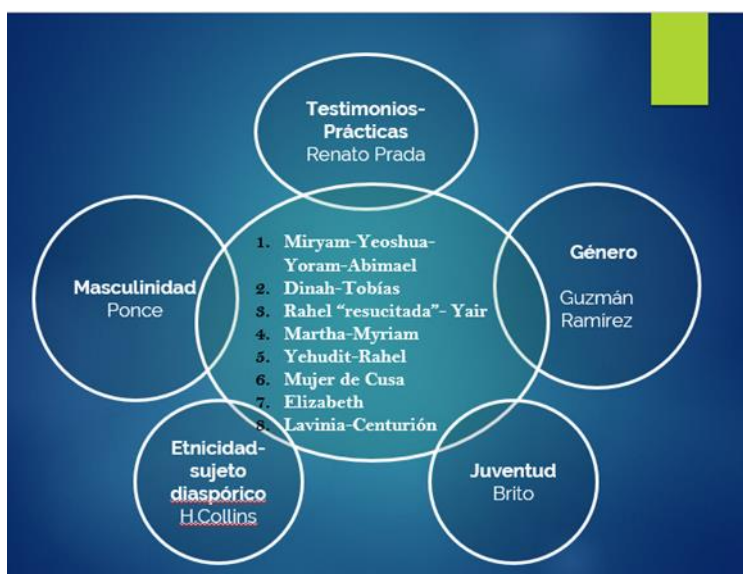 Testimonios-
Prácticas
Renato Prada
Masculinidad
Ponce
1. Miryam-Yeoshua-
Yoram-Abimael
2. Dinah-Tobías
3. Rahel “resucitada”- Yair
4. Martha-Myriam
5. Yehudit-Rahel
6. Mujer de Cusa
7. Elizabeth
8. Lavinia-Centurión
Género
Guzmán
Ramírez
Etnicidad-
sujeto
diaspórico
H.Collins
Juventud
Brito